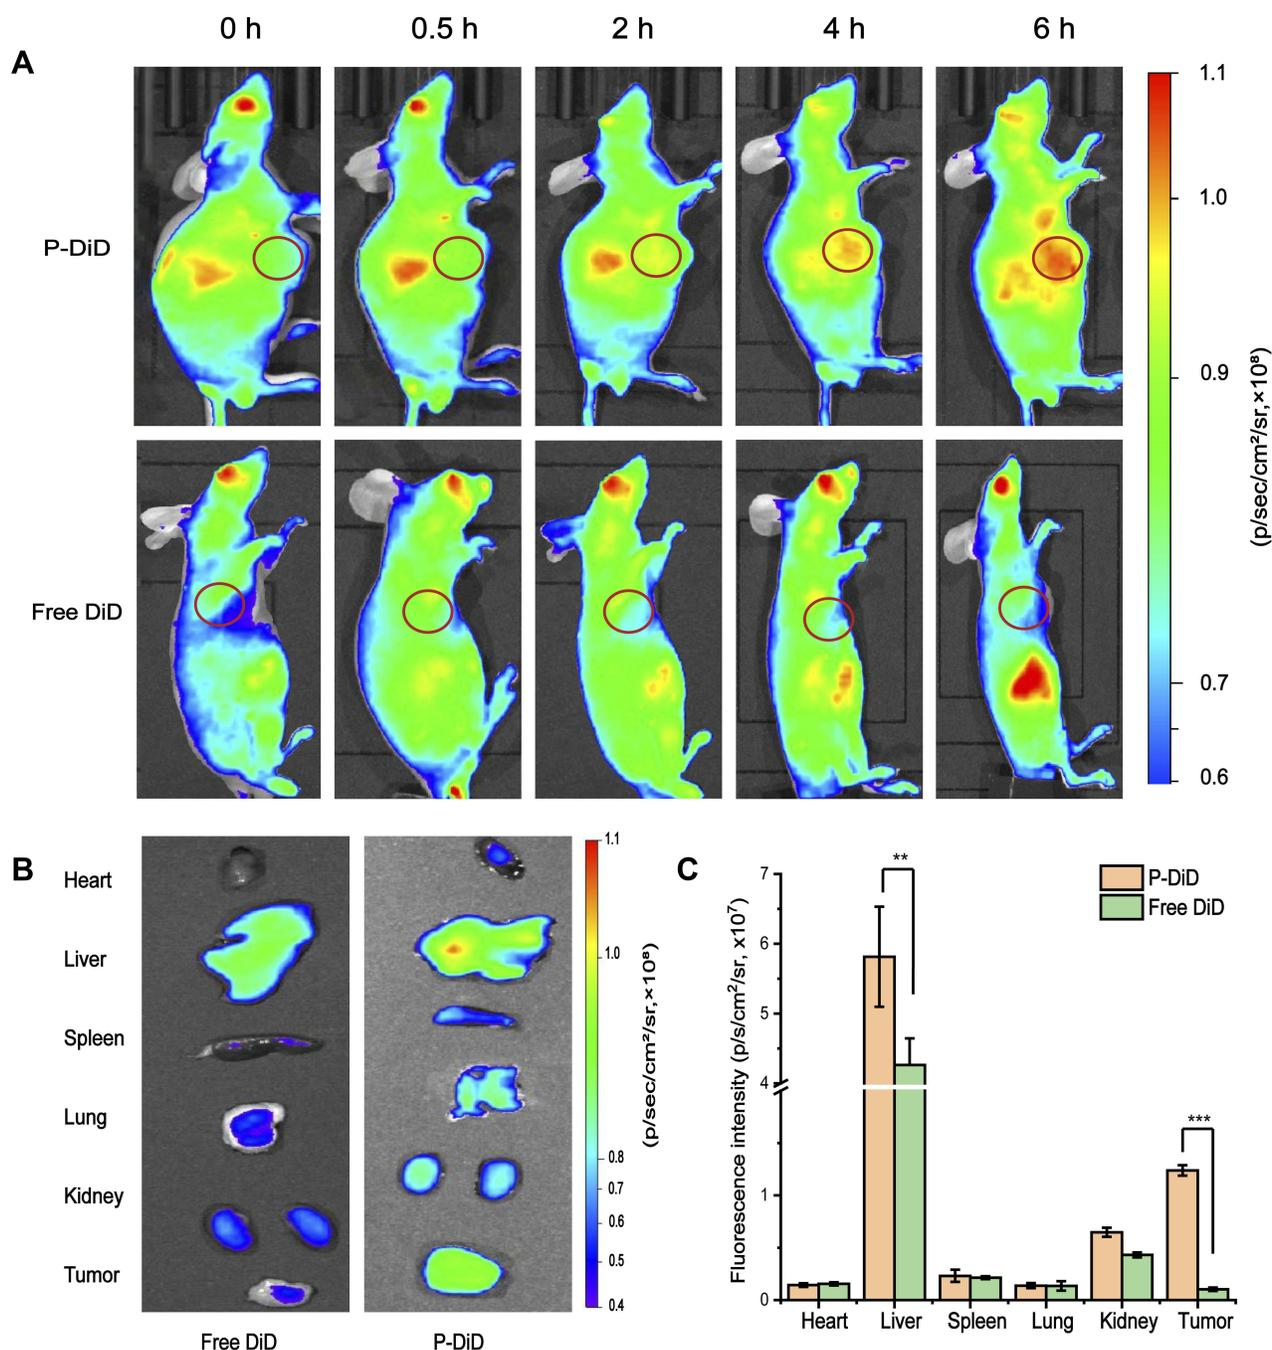 0 h 0.5 h 2 h 4 h 6 h
A
P-DiD
Free DiD
1.1
1.0
0.9
0.7
0.6
(p/sec/cm²/sr,×10⁸)
B
Heart
Liver
Spleen
Lung
Kidney
Tumor
Free DiD P-DiD
1.1
1.0
0.8
0.7
0.6
0.5
0.4
(p/sec/cm²/sr,×10⁸)
C
P-DiD
Free DiD
**
***
7
6
5
4
1
0
Fluorescence intensity (p/s/cm²/sr, x10⁷)
Heart Liver Spleen Lung Kidney Tumor